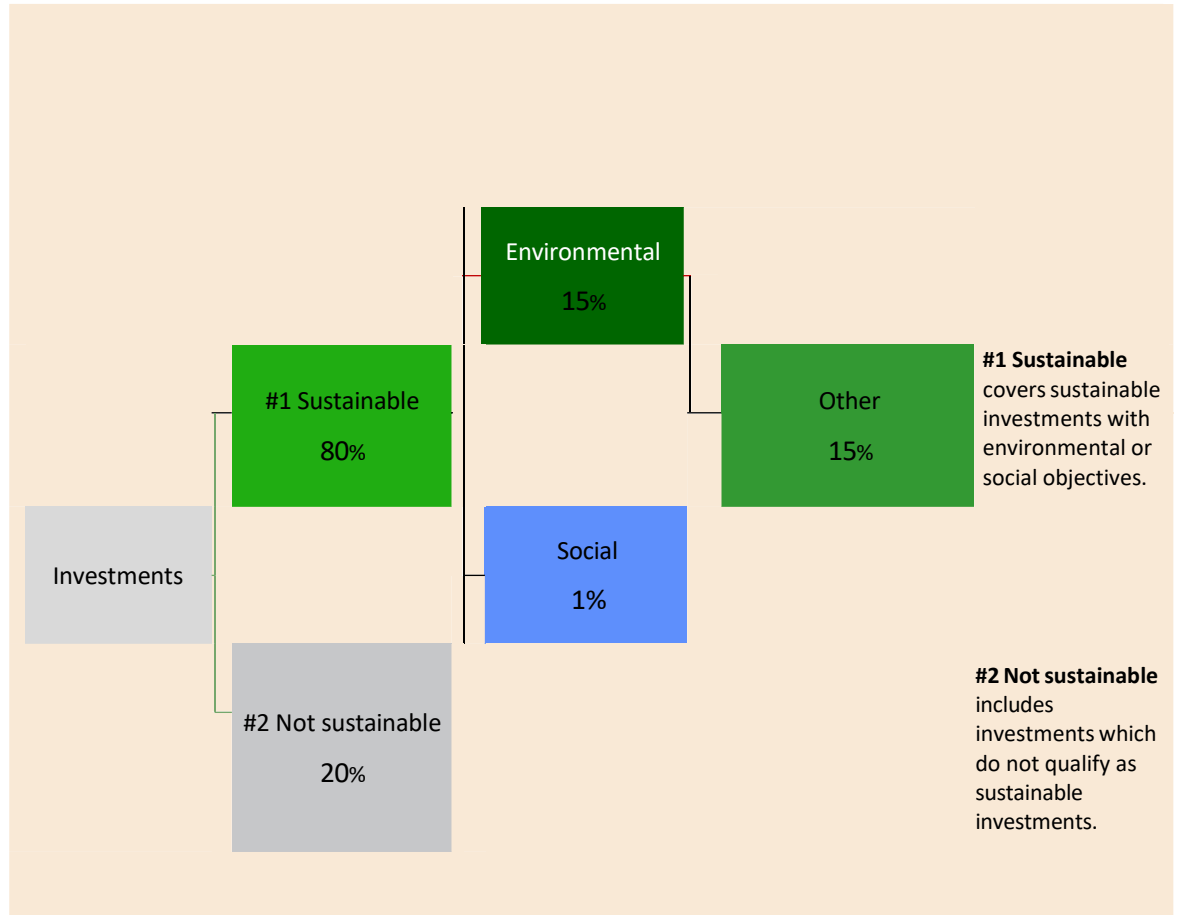 Environmental
15%
#1 Sustainable
80%
Other
15%
#1 Sustainable
covers sustainable
investments with
environmental or
social objectives.
Investments
Social
1%
#2 Not sustainable
20%
#2 Not sustainable
includes
investments which
do not qualify as
sustainable
investments.